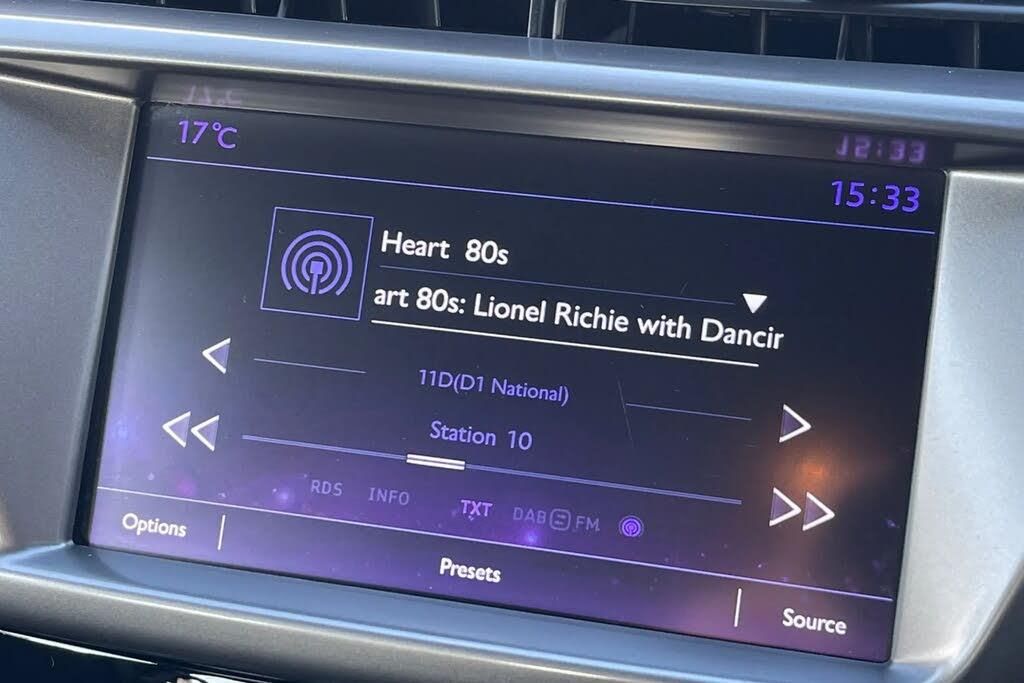 17°C
15:33
Heart 80s
art 80s: Lionel Richie with Dancir
11D(D1 National)
Station 10
RDS INFO TXT DAB FM
Options
Presets
Source